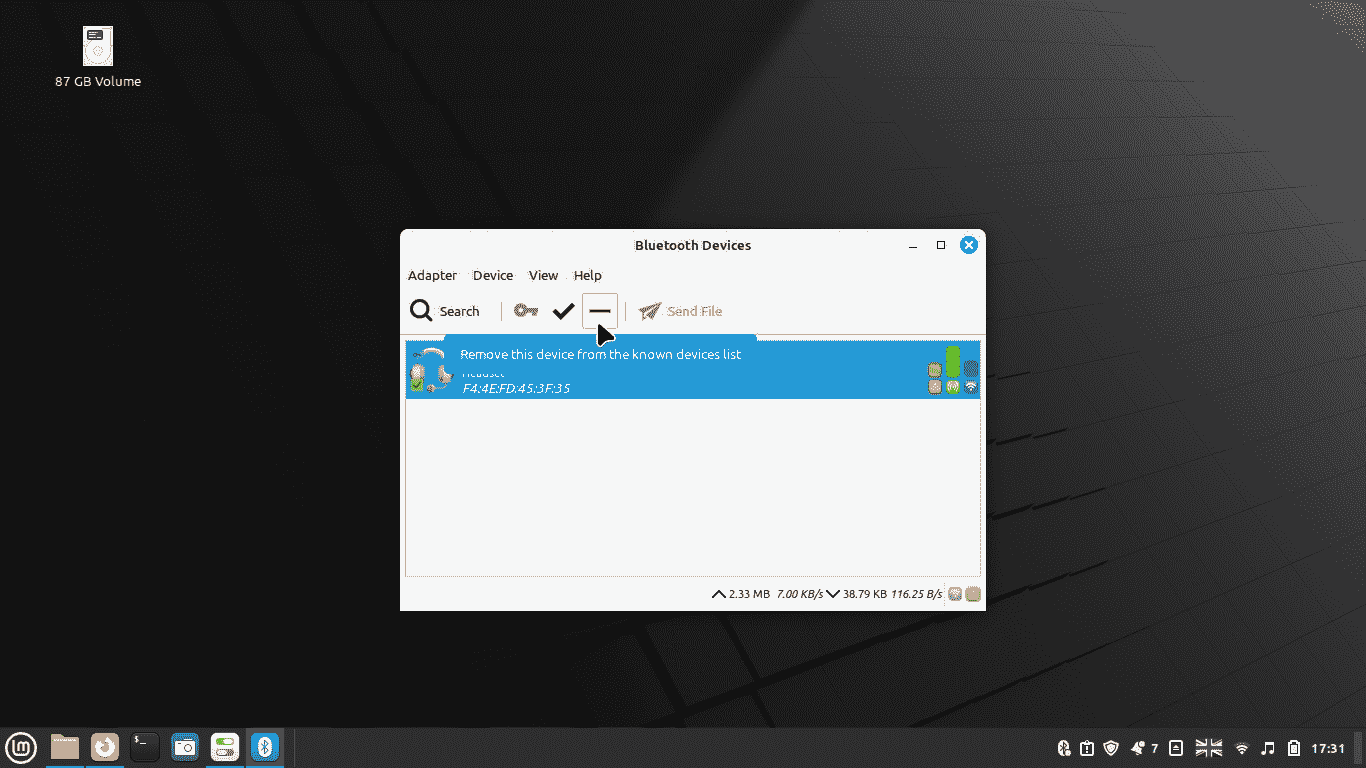 87 GB Volume
Bluetooth Devices
Adapter Device View Help
Search Send File
Remove this device from the known devices list
Headset
F4:4E:FD:45:3F:35
2.33 MB 7.00 KB/s 38.79 KB 116.25 B/s
lm $_ 7 17:31